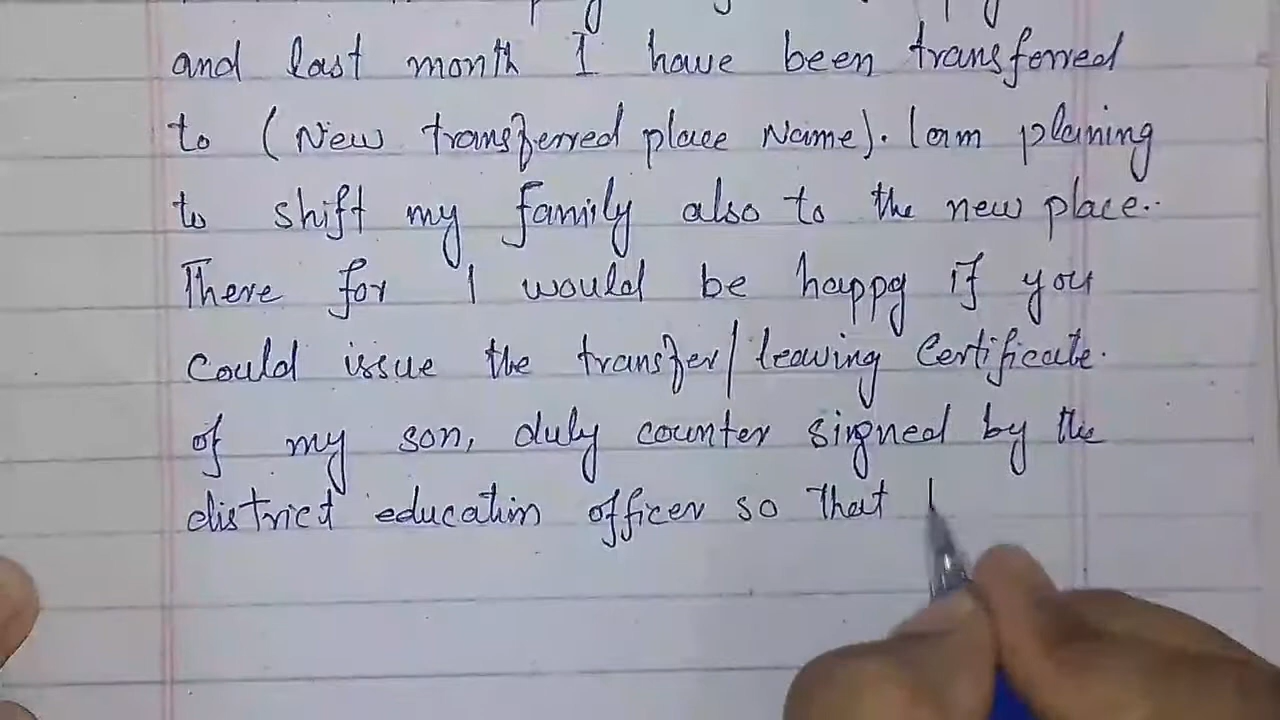 and last month I have been transferred
to (New transferred place Name). I am planing
to shift my family also to the new place..
There for I would be happy if you
could issue the transfer/leaving Certificate.
of my son, duly counter signed by the
district education officer so that I